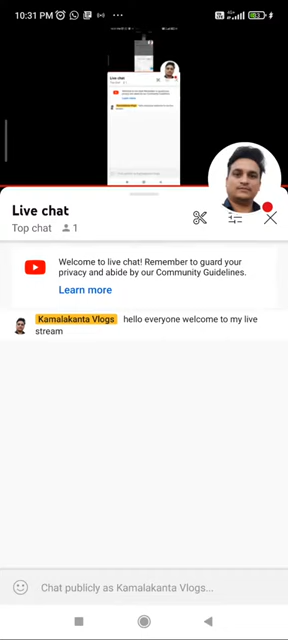 10:31 PM
4G+
Live chat
Top chat 1
Welcome to live chat! Remember to guard your
privacy and abide by our Community Guidelines.
Learn more
Kamalakanta Vlogs hello everyone welcome to my live
stream
Chat publicly as Kamalakanta Vlogs...